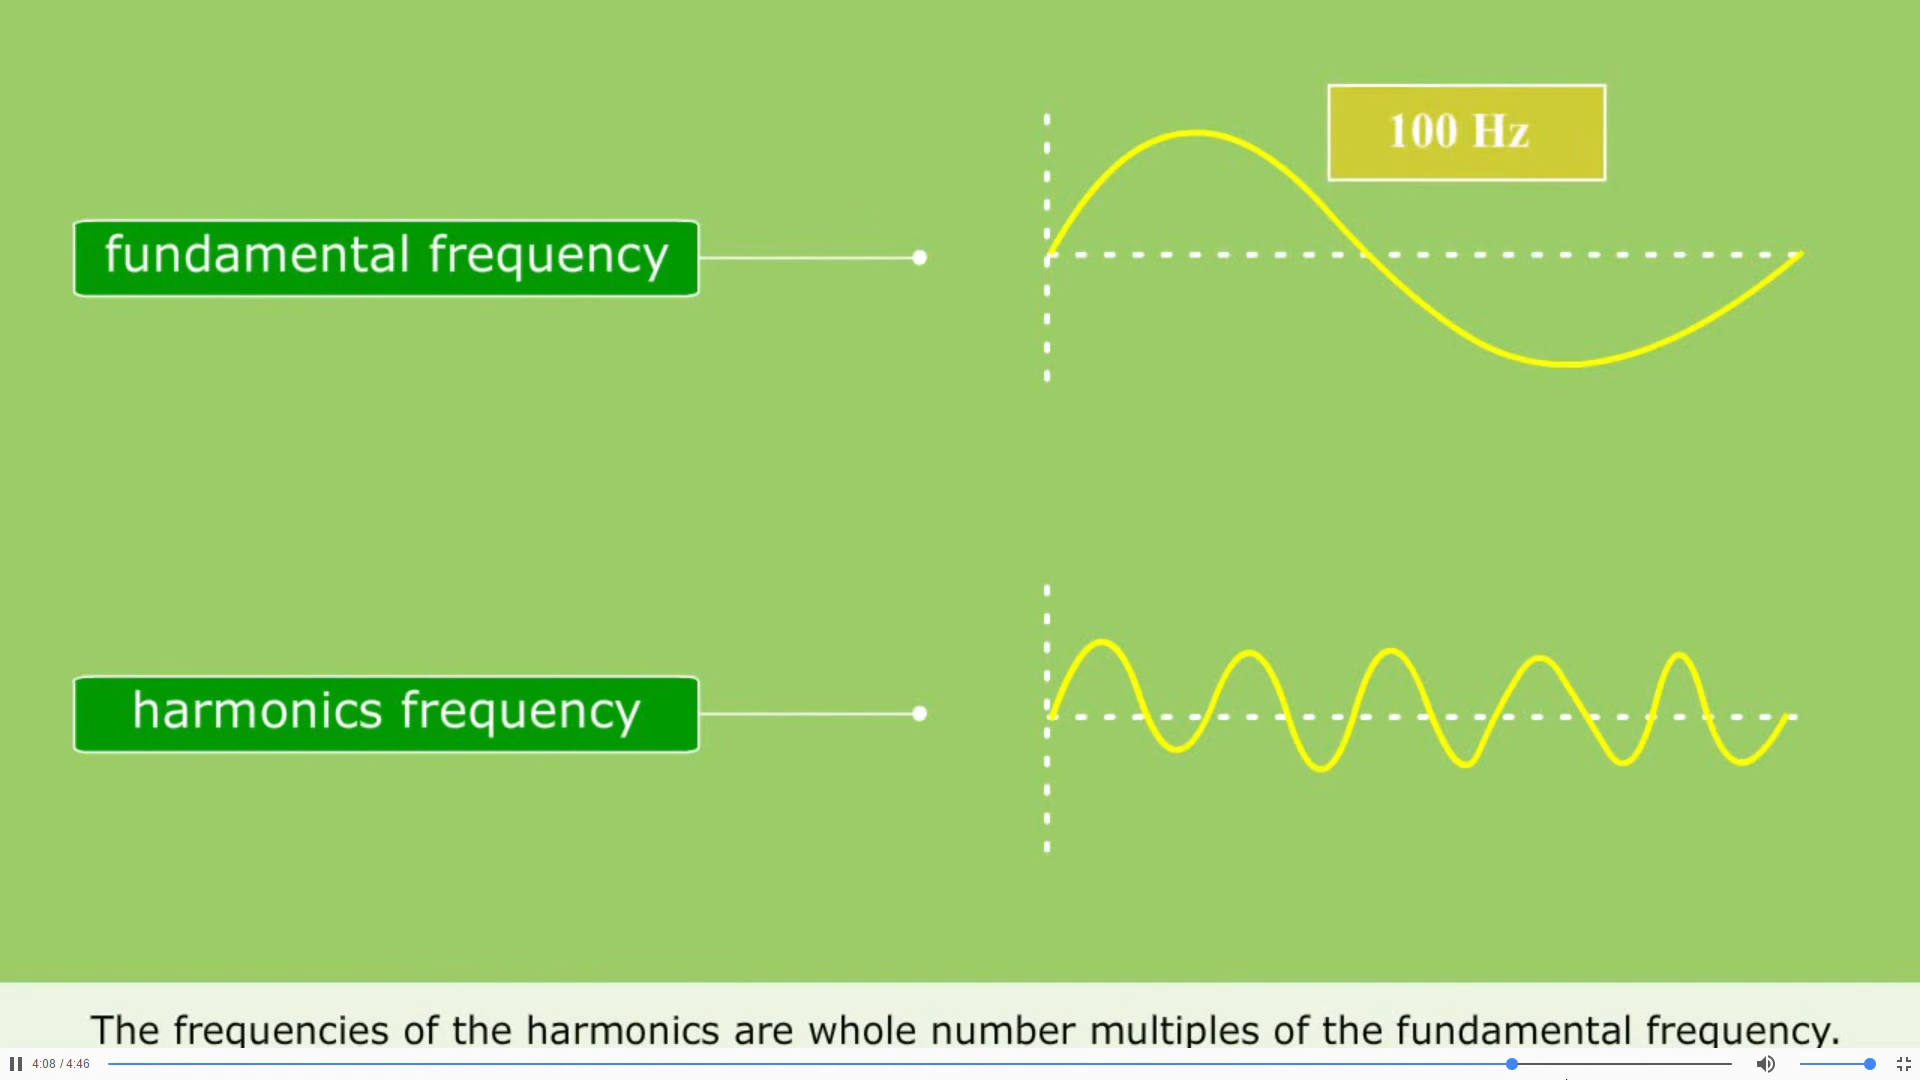 100 Hz
fundamental frequency
harmonics frequency
The frequencies of the harmonics are whole number multiples of the fundamental frequency.
4:08 / 4:46